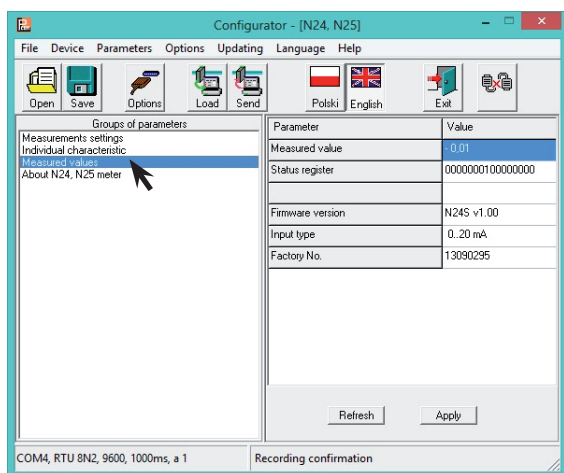 Configurator - [N24, N25]
File Device Parameters Options Updating Language Help
Open Save Options Load Send Polski English Exit
Groups of parameters
Measurements settings
Individual characteristic
Measured values
About N24, N25 meter
Parameter Value
Measured value - 0,01
Status register 0000000100000000
Firmware version N24S v1.00
Input type 0..20 mA
Factory No. 13090295
Refresh Apply
COM4, RTU 8N2, 9600, 1000ms, a 1 Recording confirmation